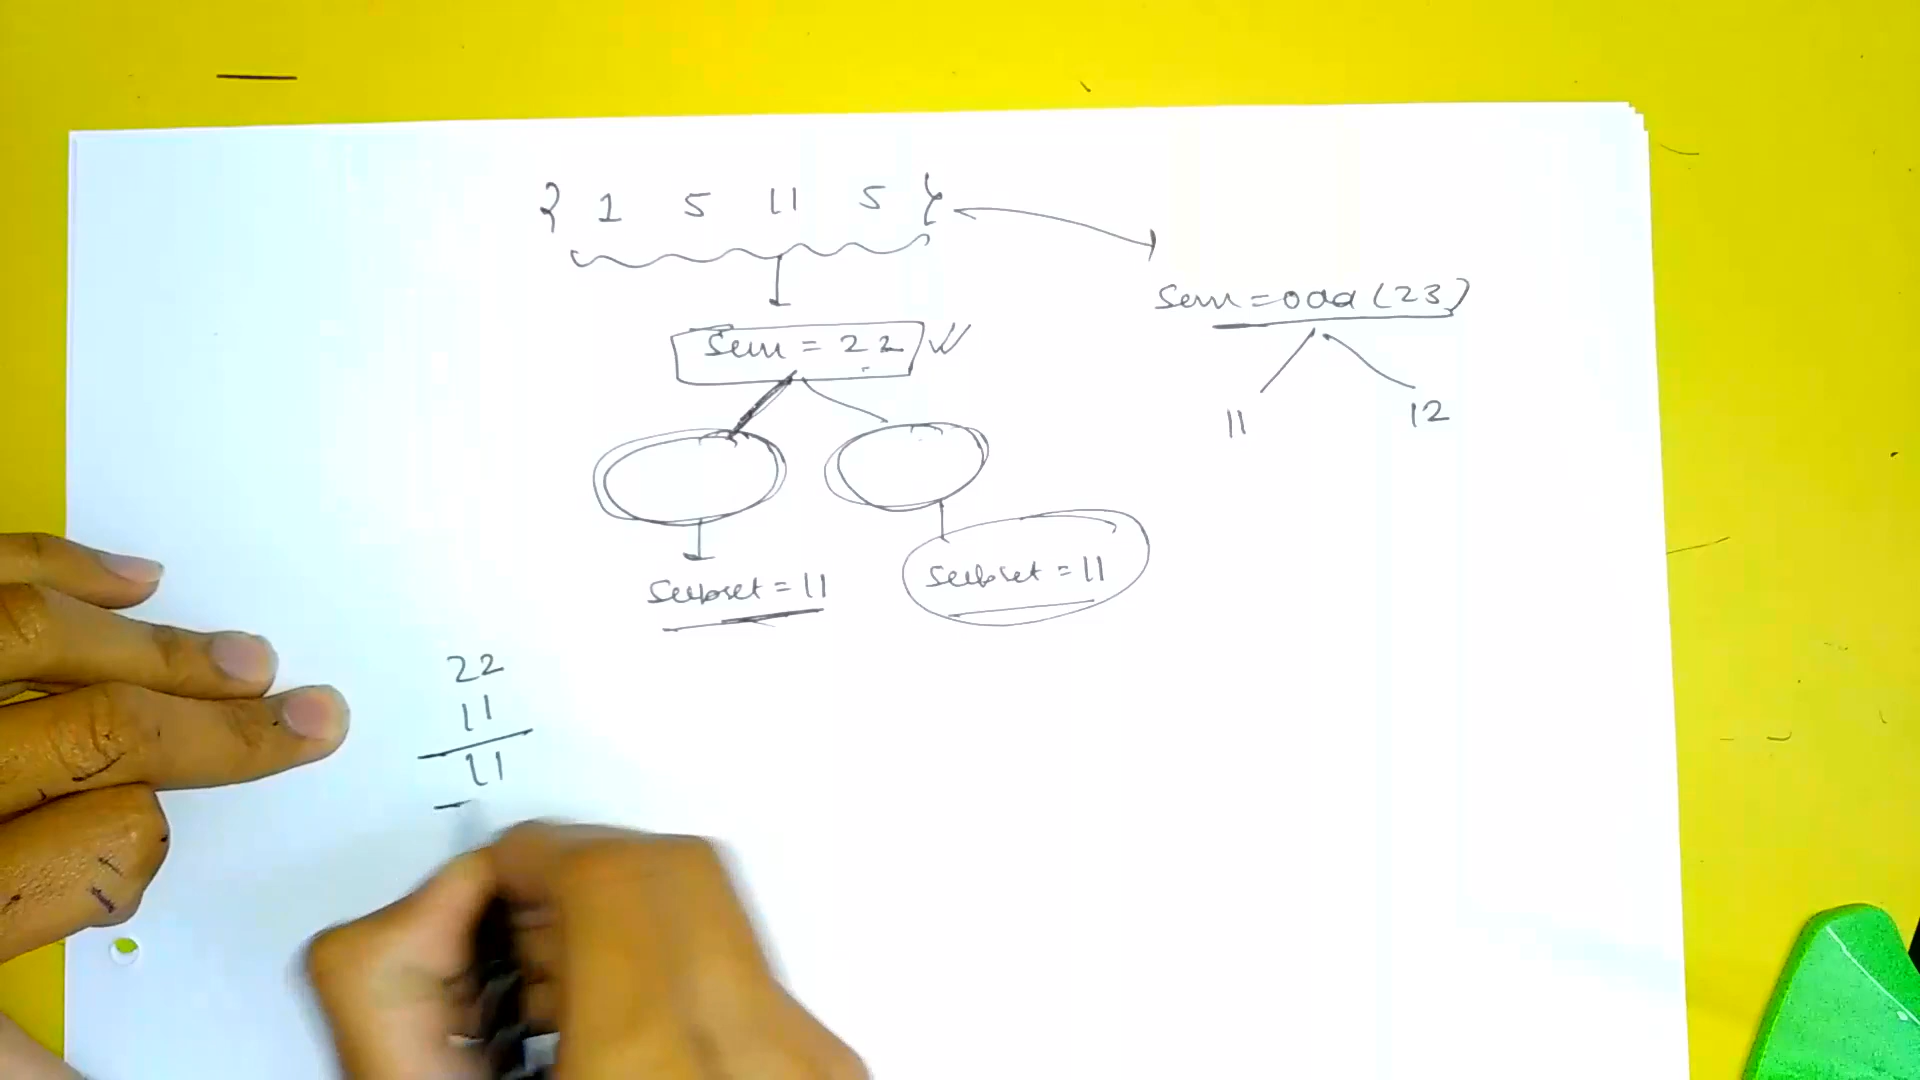 { 1 5 11 5 }
Sum = odd (23)
Sum = 22
11 12
Subset = 11
Subset = 11
22
11
11